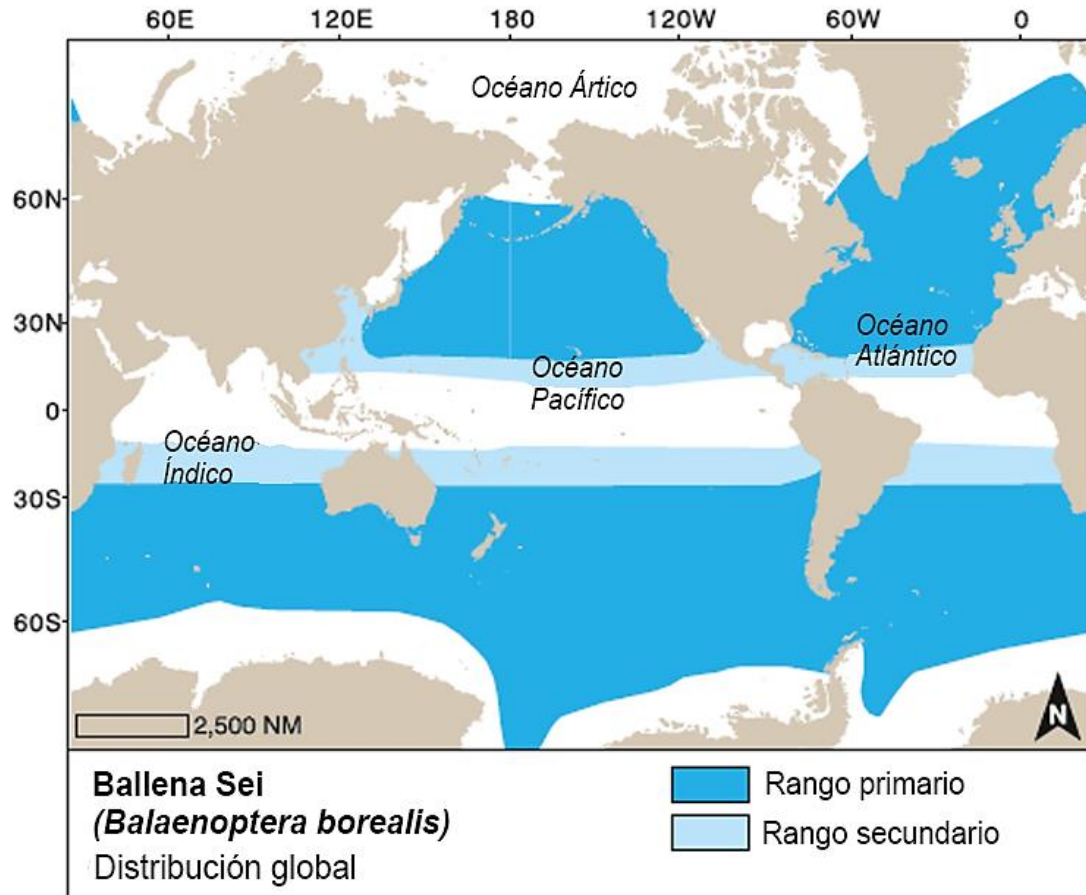 60E 120E 180 120W 60W 0
Océano Ártico
60N
30N
Océano
Atlántico
Océano
Pacífico
0
Océano
Índico
30S
60S
2,500 NM
N
Ballena Sei
(Balaenoptera borealis)
Distribución global
Rango primario
Rango secundario